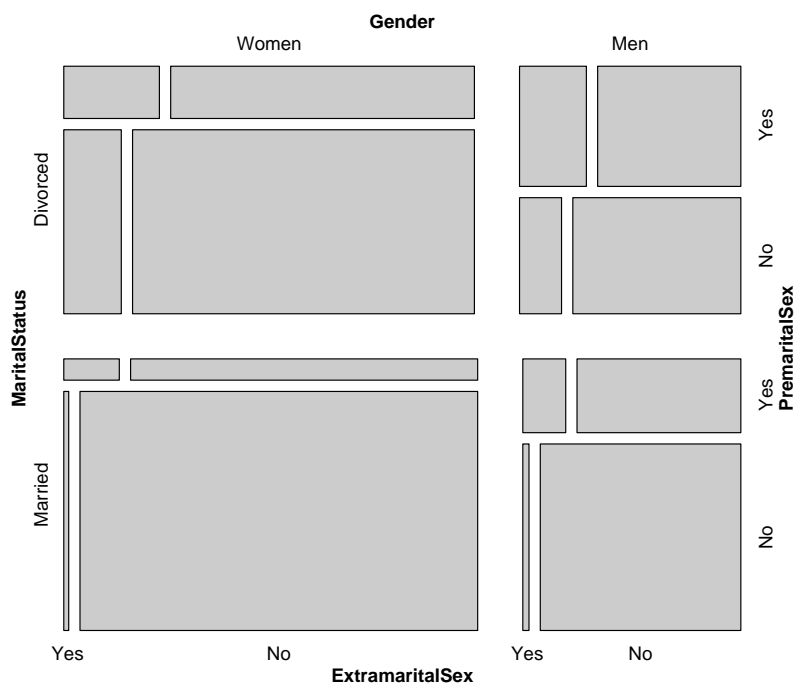 Gender
Women Men
MaritalStatus
Divorced
Married
Yes
No
Yes
No
PremaritalSex
Yes No Yes No
ExtramaritalSex